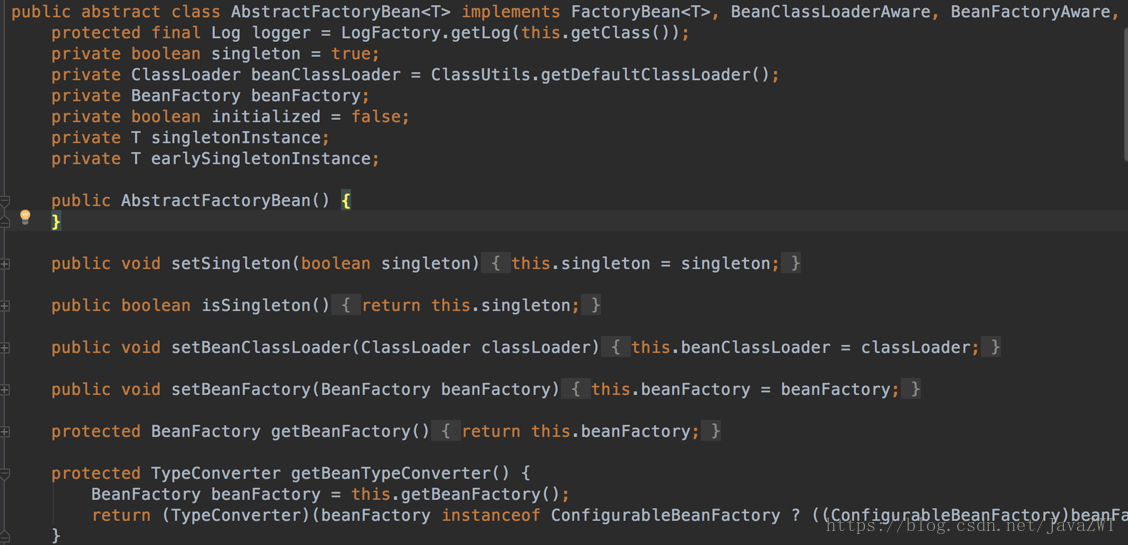 public abstract class AbstractFactoryBean<T> implements FactoryBean<T>, BeanClassLoaderAware, BeanFactoryAware,
    protected final Log logger = LogFactory.getLog(this.getClass());
    private boolean singleton = true;
    private ClassLoader beanClassLoader = ClassUtils.getDefaultClassLoader();
    private BeanFactory beanFactory;
    private boolean initialized = false;
    private T singletonInstance;
    private T earlySingletonInstance;
    public AbstractFactoryBean() {
    }
    public void setSingleton(boolean singleton) { this.singleton = singleton; }
    public boolean isSingleton() { return this.singleton; }
    public void setBeanClassLoader(ClassLoader classLoader) { this.beanClassLoader = classLoader; }
    public void setBeanFactory(BeanFactory beanFactory) { this.beanFactory = beanFactory; }
    protected BeanFactory getBeanFactory() { return this.beanFactory; }
    protected TypeConverter getBeanTypeConverter() {
        BeanFactory beanFactory = this.getBeanFactory();
        return (TypeConverter)(beanFactory instanceof ConfigurableBeanFactory ? ((ConfigurableBeanFactory)beanFa
https://blog.csdn.net/javaZWT
    }